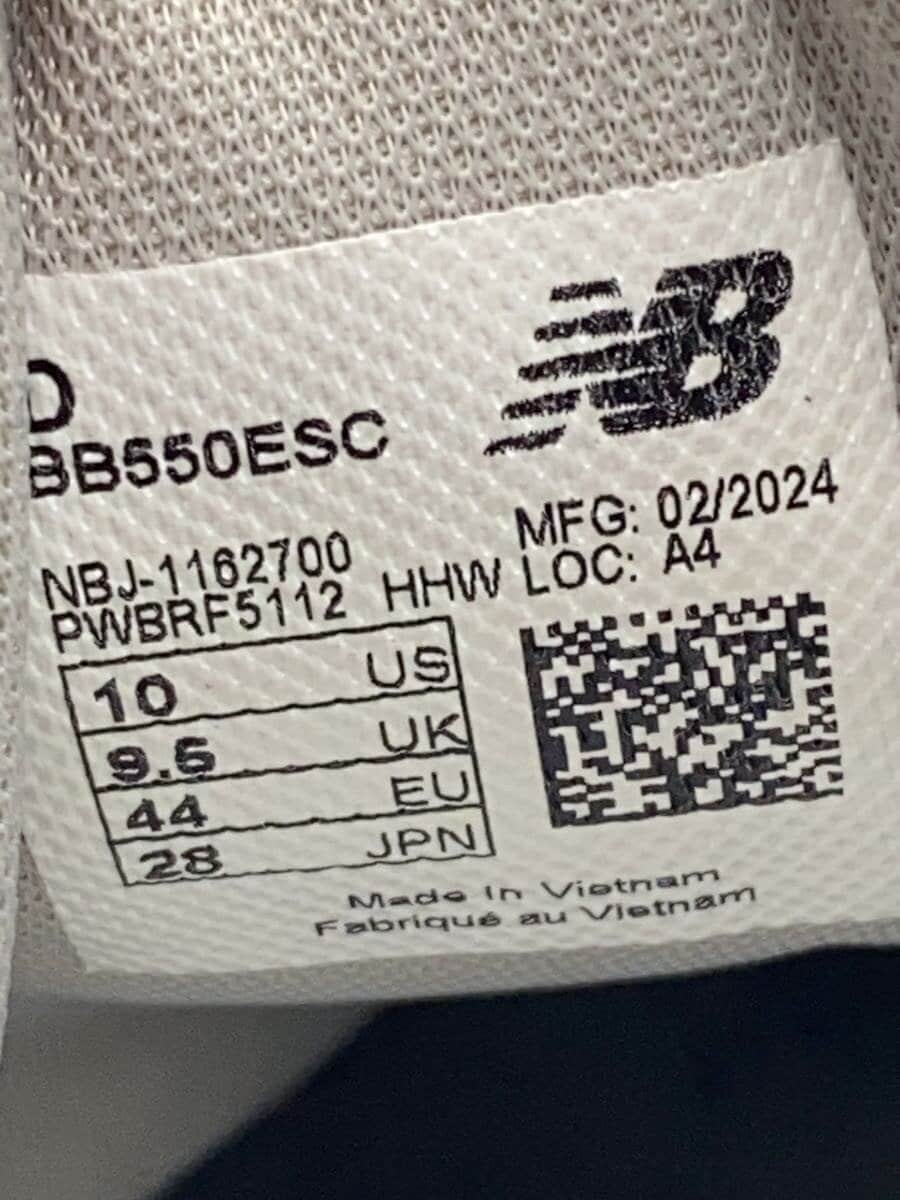 NB
D
BB550ESC
MFG: 02/2024
NBJ-1162700
PWBRF5112 HHW LOC: A4
10 US
9.5 UK
44 EU
28 JPN
Made in Vietnam
Fabriqué au Vietnam